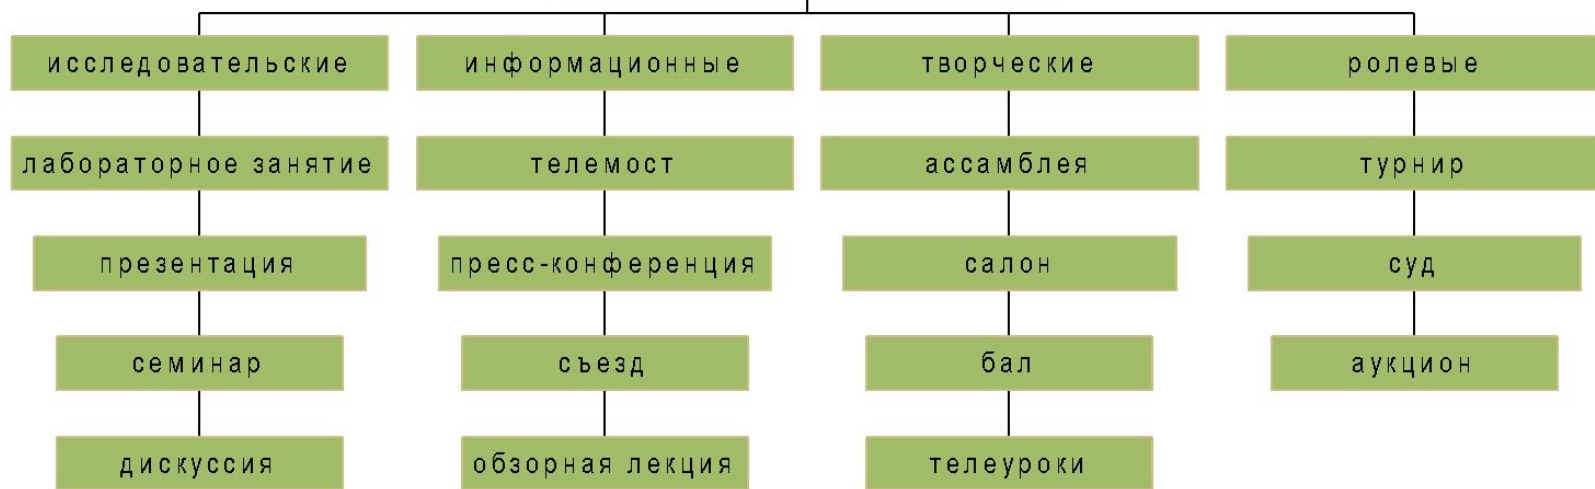 исследовательские
информационные
творческие
ролевые
лабораторное занятие
телемост
ассамблея
турнир
презентация
пресс-конференция
салон
суд
семинар
съезд
бал
аукцион
дискуссия
обзорная лекция
телеуроки